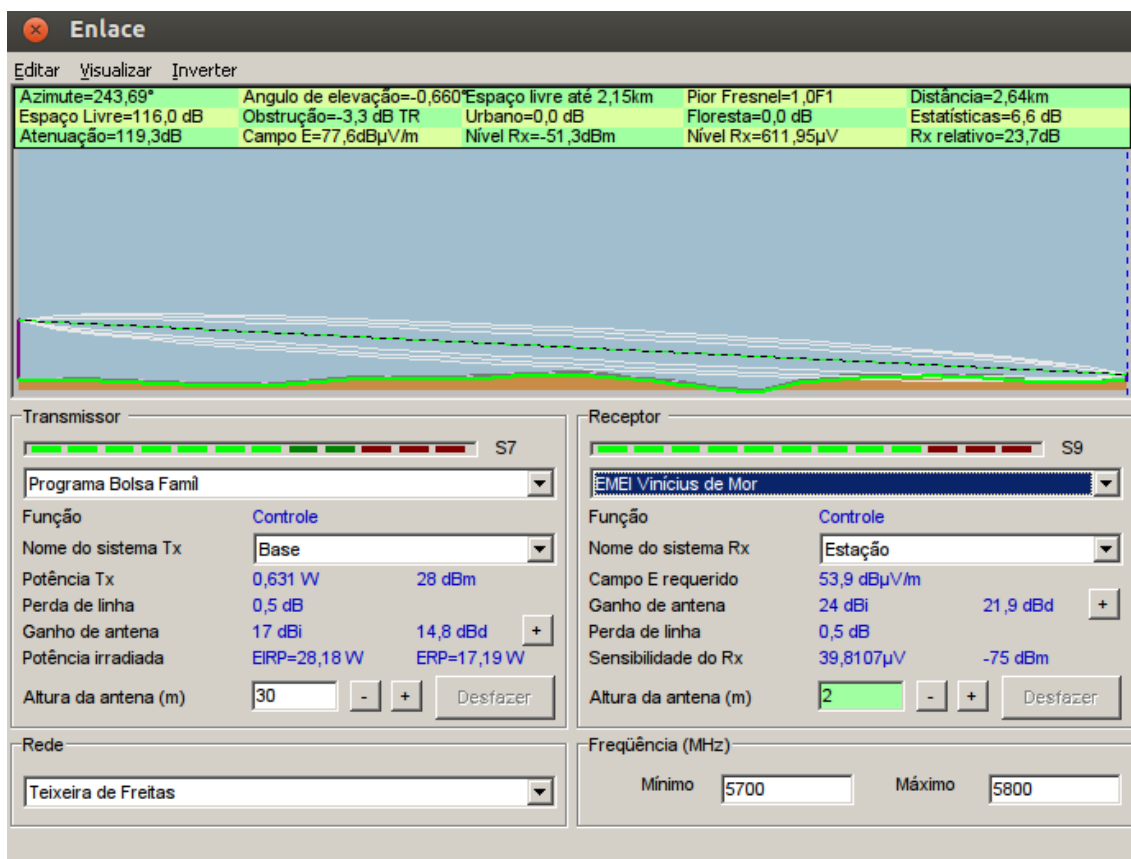 Enlace
Editar Visualizar Inverter
Azimute=243,69° Angulo de elevação=-0,660° Espaço livre até 2,15km Pior Fresnel=1,0F1 Distância=2,64km
Espaço Livre=116,0 dB Obstrução=-3,3 dB TR Urbano=0,0 dB Floresta=0,0 dB Estatísticas=6,6 dB
Atenuação=119,3dB Campo E=77,6dBµV/m Nível Rx=-51,3dBm Nível Rx=611,95µV Rx relativo=23,7dB
Transmissor
S7
Programa Bolsa Famíl
Função Controle
Nome do sistema Tx Base
Potência Tx 0,631 W 28 dBm
Perda de linha 0,5 dB
Ganho de antena 17 dBi 14,8 dBd +
Potência irradiada EIRP=28,18 W ERP=17,19 W
Altura da antena (m) 30 - + Desfazer
Rede
Teixeira de Freitas
Receptor
S9
EMEI Vinícius de Mor
Função Controle
Nome do sistema Rx Estação
Campo E requerido 53,9 dBµV/m
Ganho de antena 24 dBi 21,9 dBd +
Perda de linha 0,5 dB
Sensibilidade do Rx 39,8107µV -75 dBm
Altura da antena (m) 2 - + Desfazer
Freqüência (MHz)
Mínimo 5700 Máximo 5800